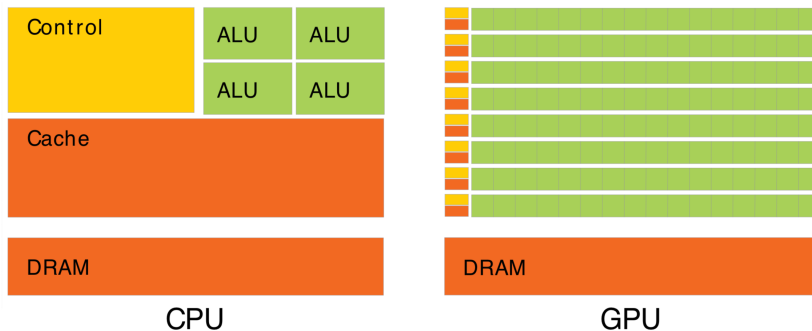 Control
ALU
ALU
ALU
ALU
Cache
DRAM
CPU
DRAM
GPU